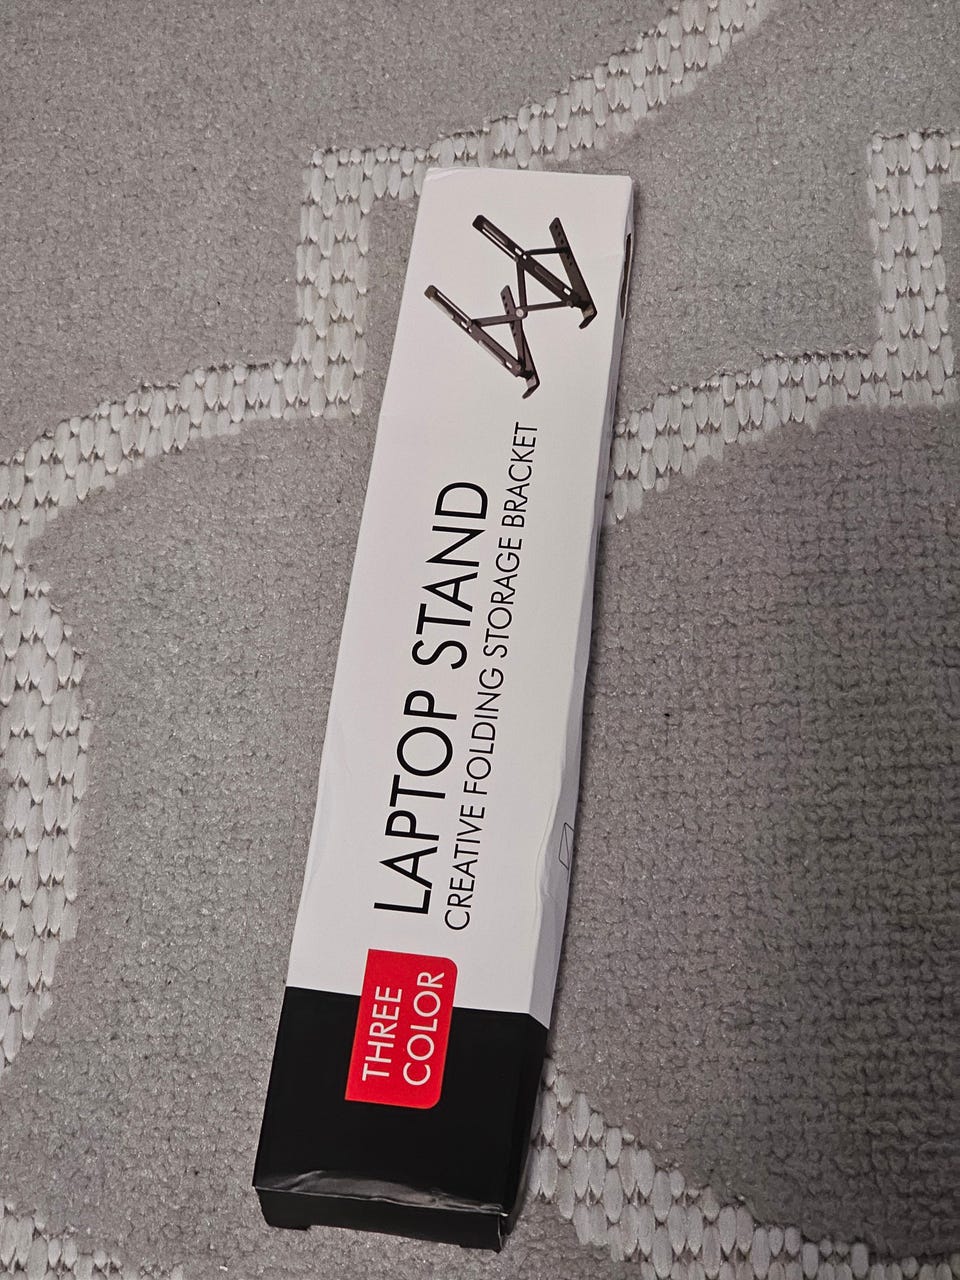 THREE
COLOR
LAPTOP STAND
CREATIVE FOLDING STORAGE BRACKET